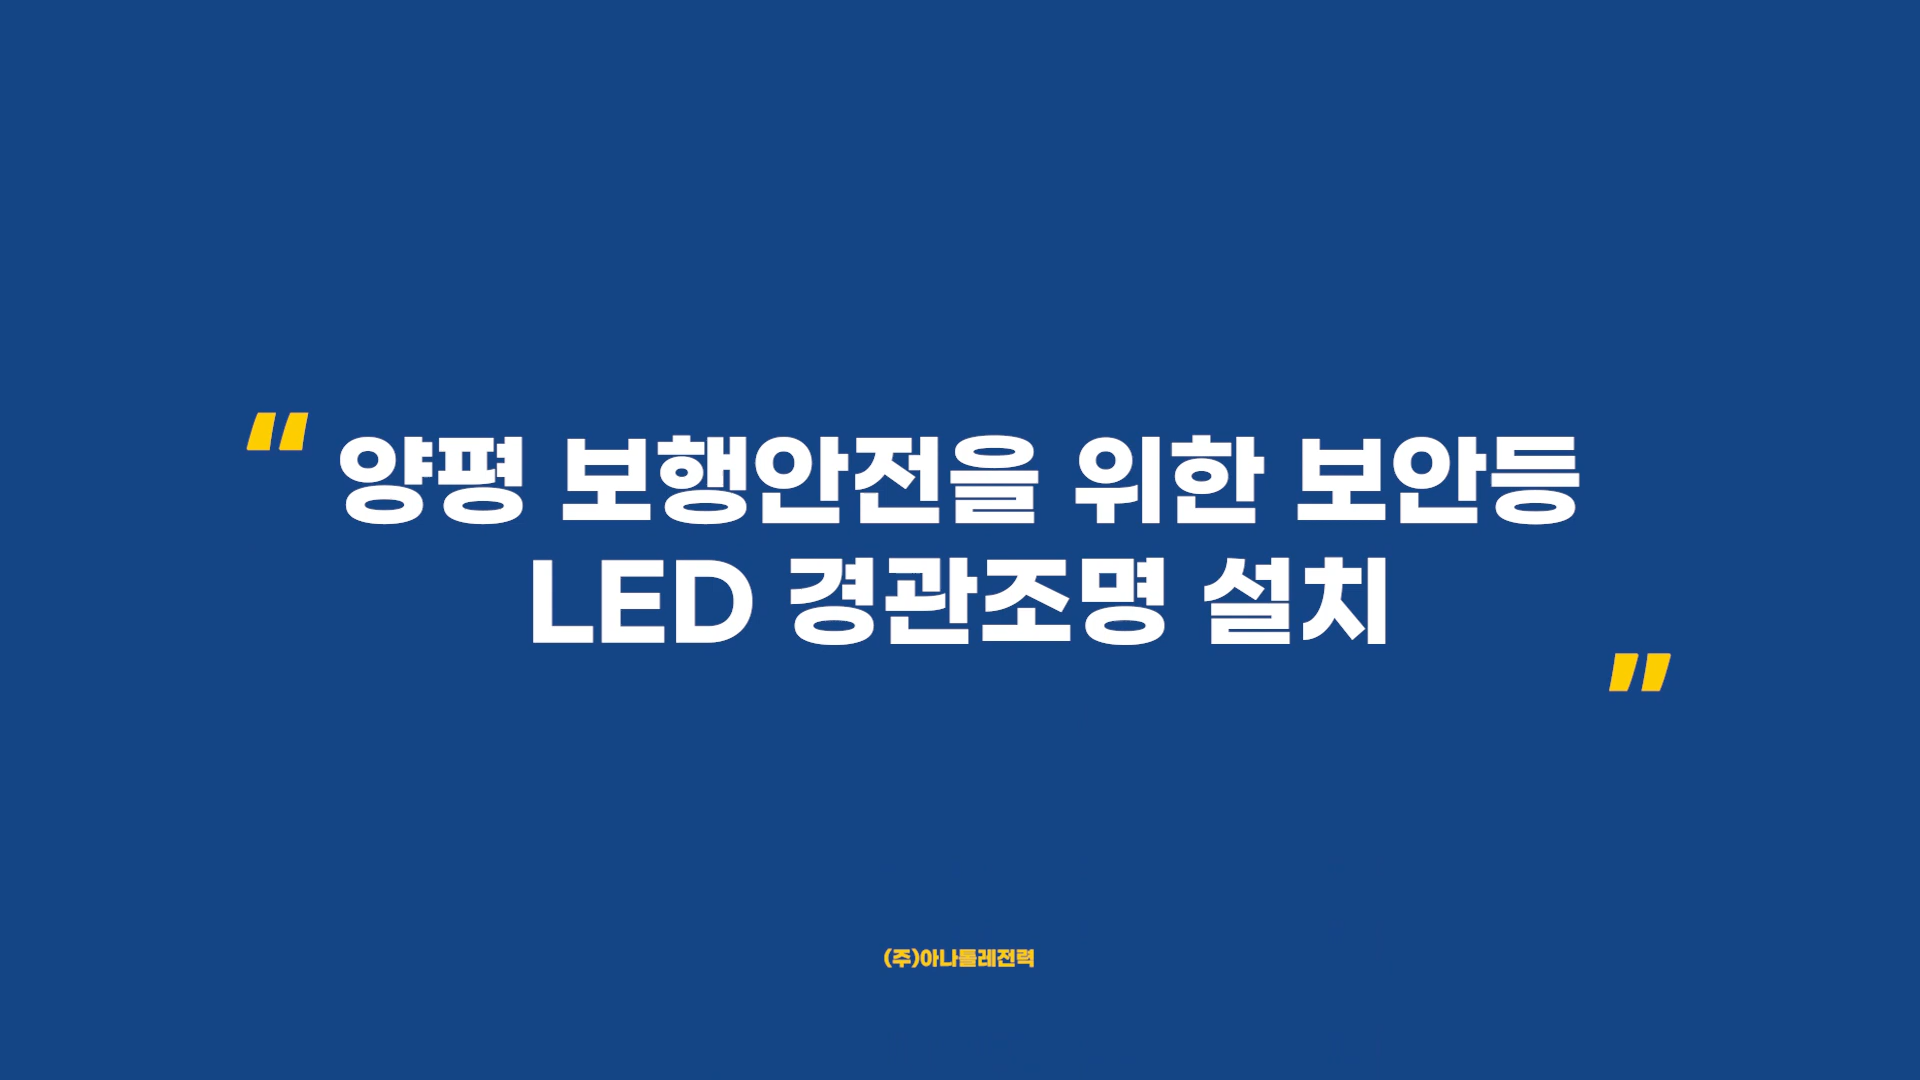 “ 양평 보행안전을 위한 보안등
LED 경관조명 설치 ”
(주)아나톨레전력